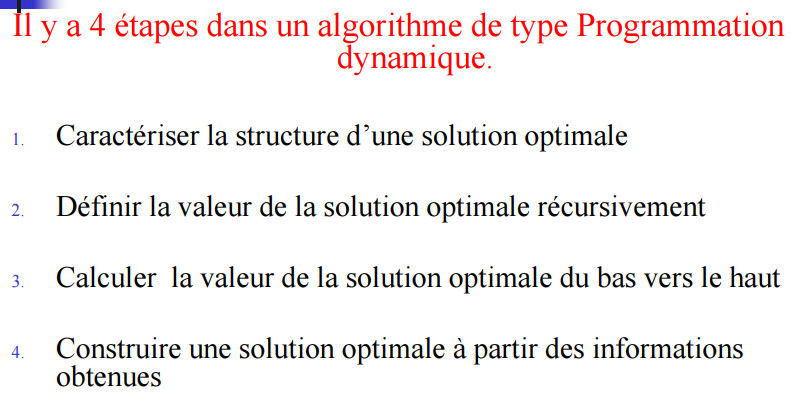 Il y a 4 étapes dans un algorithme de type Programmation
dynamique.
1. Caractériser la structure d’une solution optimale
2. Définir la valeur de la solution optimale récursivement
3. Calculer la valeur de la solution optimale du bas vers le haut
4. Construire une solution optimale à partir des informations
obtenues